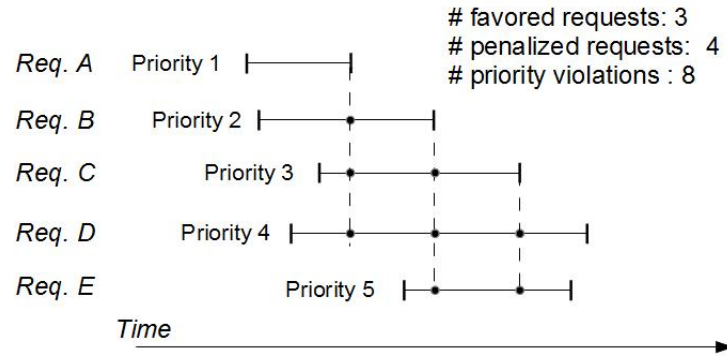 # favored requests: 3
# penalized requests: 4
# priority violations : 8
Req. A Priority 1
Req. B Priority 2
Req. C Priority 3
Req. D Priority 4
Req. E Priority 5
Time